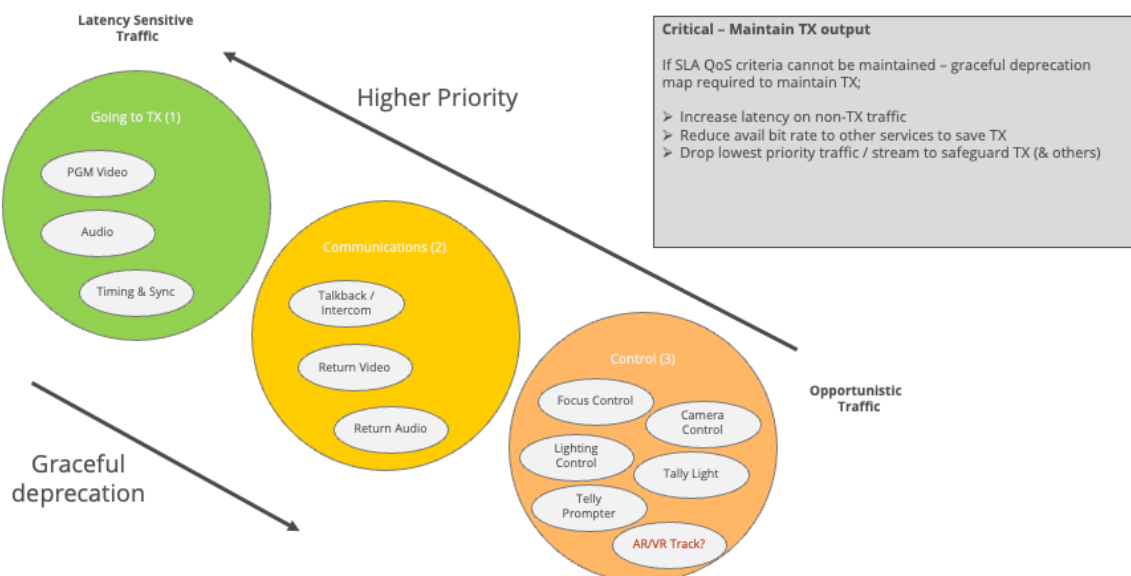 Latency Sensitive
Traffic
Critical – Maintain TX output
If SLA QoS criteria cannot be maintained – graceful deprecation
map required to maintain TX;
➢ Increase latency on non-TX traffic
➢ Reduce avail bit rate to other services to save TX
➢ Drop lowest priority traffic / stream to safeguard TX (& others)
Higher Priority
Going to TX (1)
PGM Video
Audio
Timing & Sync
Communications (2)
Talkback /
Intercom
Return Video
Return Audio
Control (3)
Focus Control
Camera
Control
Lighting
Control
Tally Light
Telly
Prompter
AR/VR Track?
Opportunistic
Traffic
Graceful
deprecation